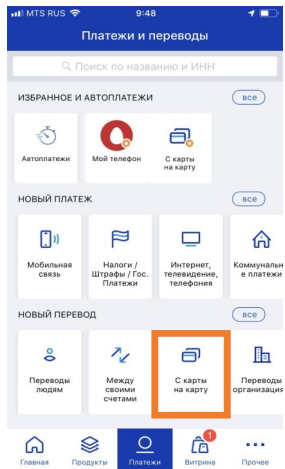 MTS RUS 9:48
Платежи и переводы
Поиск по названию и ИНН
ИЗБРАННОЕ И АВТОПЛАТЕЖИ все
Автоплатежи Мой телефон С карты
на карту
НОВЫЙ ПЛАТЕЖ все
Мобильная Налоги / Интернет, Коммунальн
связь Штрафы / Гос. телевидение, е платежи
Платежи телефония
НОВЫЙ ПЕРЕВОД все
Переводы Между С карты Переводы
людям своими на карту организация
счетами
1
Главная Продукты Платежи Витрина Прочее